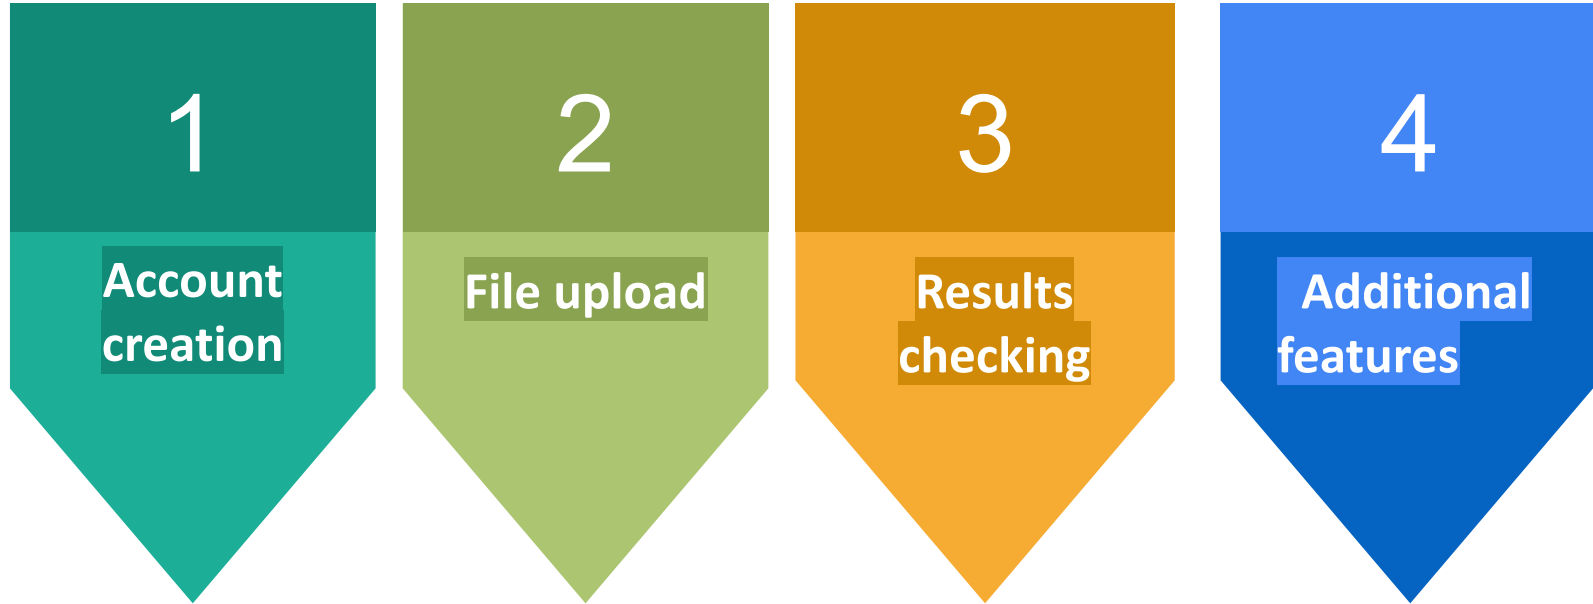 1
Account
creation
2
File upload
3
Results
checking
4
Additional
features